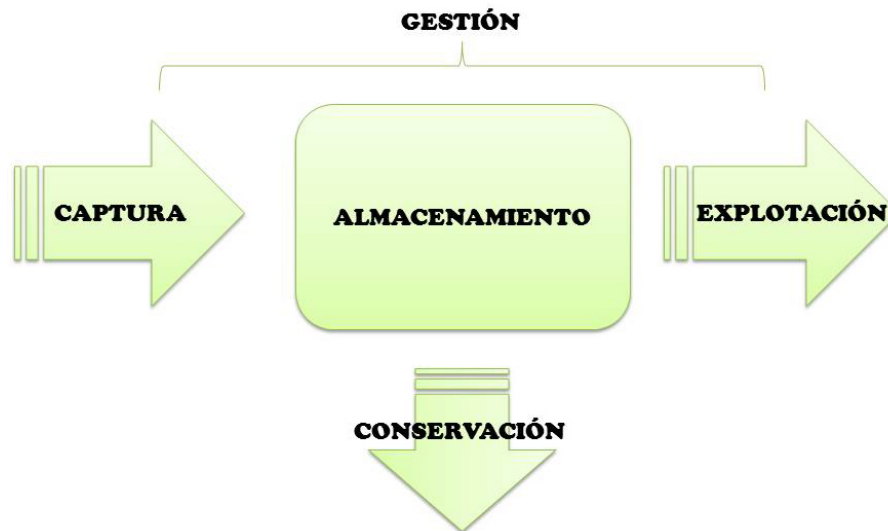 GESTIÓN
CAPTURA
ALMACENAMIENTO
EXPLOTACIÓN
CONSERVACIÓN